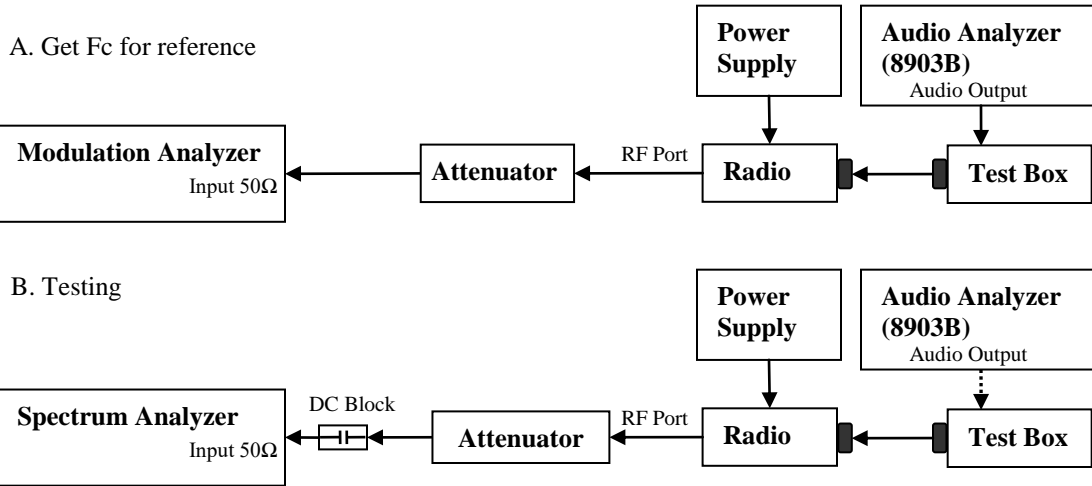 A. Get Fc for reference
Power
Supply
Audio Analyzer
(8903B)
Audio Output
Modulation Analyzer
Input 50Ω
Attenuator
RF Port
Radio
Test Box
B. Testing
Power
Supply
Audio Analyzer
(8903B)
Audio Output
Spectrum Analyzer
Input 50Ω
DC Block
Attenuator
RF Port
Radio
Test Box